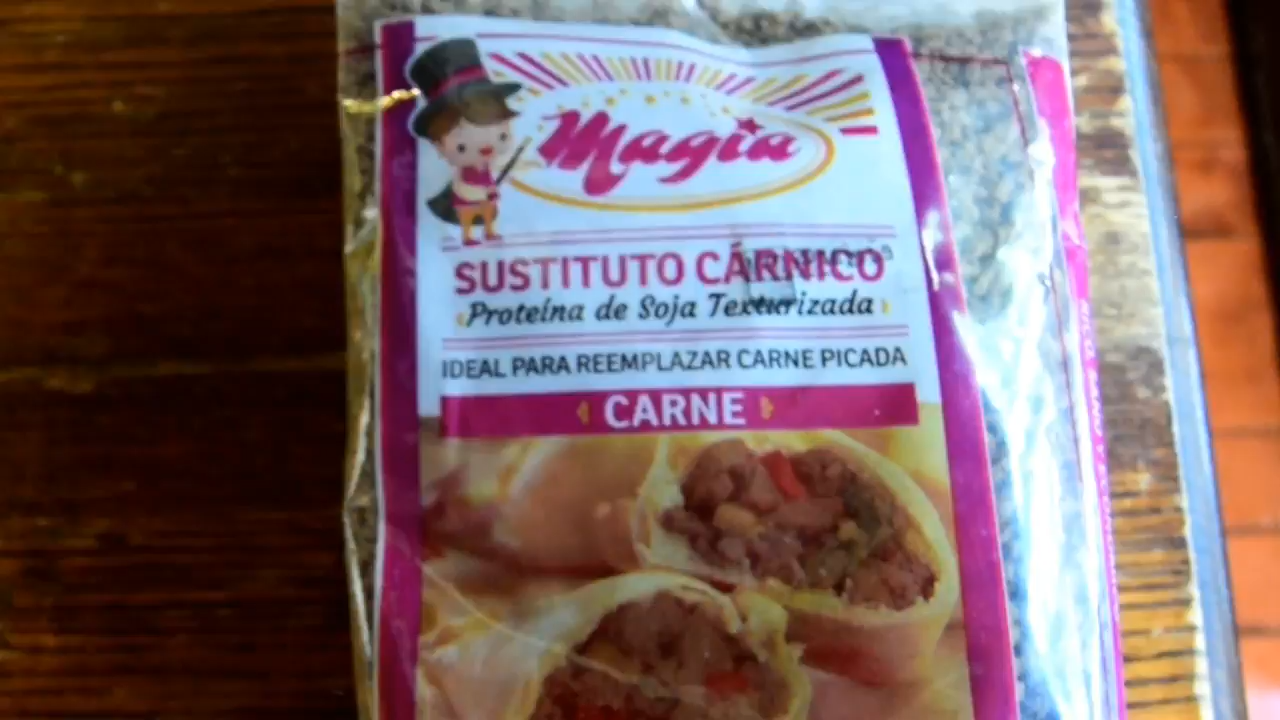 Magia
SUSTITUTO CÁRNICO
Proteína de Soja Texturizada
IDEAL PARA REEMPLAZAR CARNE PICADA
CARNE